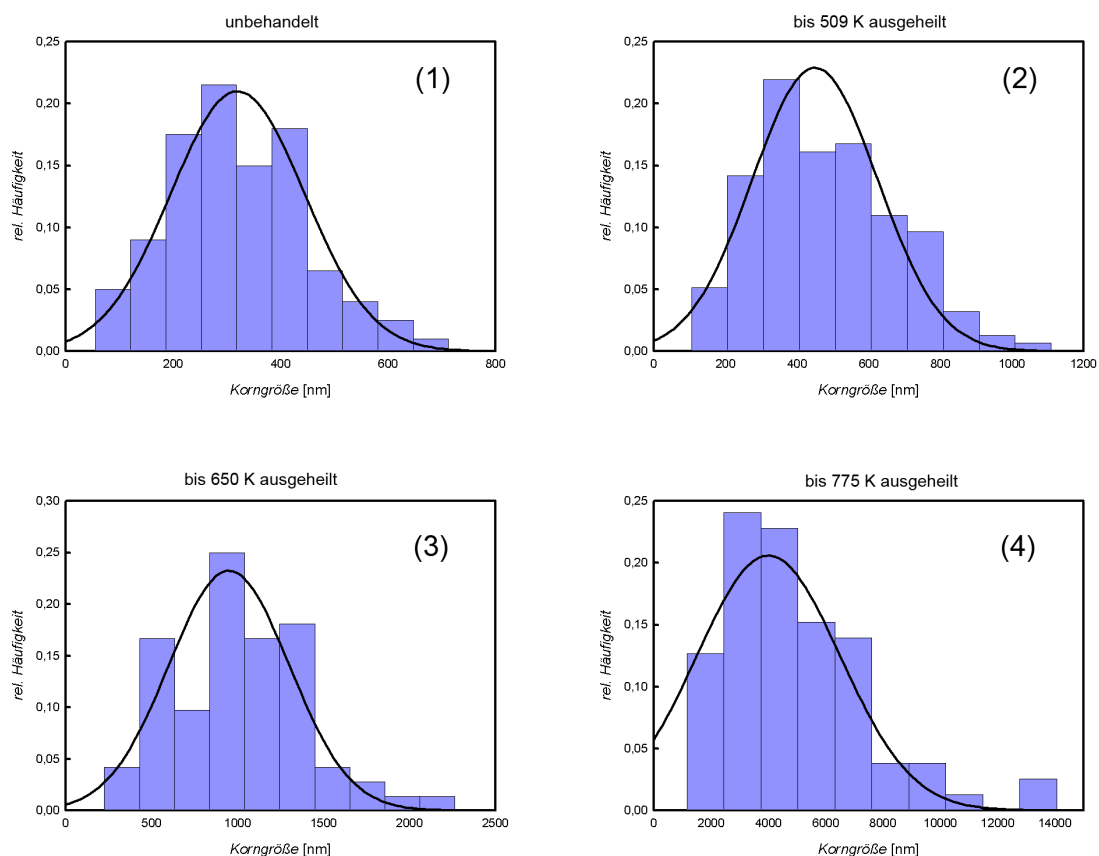 unbehandelt
0,25
0,20
0,15
0,10
0,05
0,00
rel. Häufigkeit
(1)
0 200 400 600 800
Korngröße [nm]
bis 509 K ausgeheilt
0,25
0,20
0,15
0,10
0,05
0,00
rel. Häufigkeit
(2)
0 200 400 600 800 1000 1200
Korngröße [nm]
bis 650 K ausgeheilt
0,30
0,25
0,20
0,15
0,10
0,05
0,00
rel. Häufigkeit
(3)
0 500 1000 1500 2000 2500
Korngröße [nm]
bis 775 K ausgeheilt
0,25
0,20
0,15
0,10
0,05
0,00
rel. Häufigkeit
(4)
0 2000 4000 6000 8000 10000 12000 14000
Korngröße [nm]